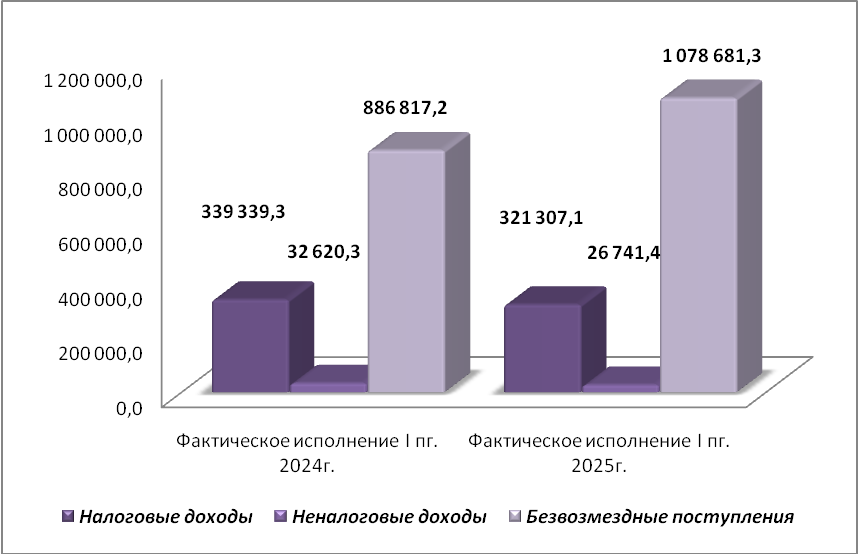 1 200 000,0
1 000 000,0
800 000,0
600 000,0
400 000,0
200 000,0
0,0
339 339,3
32 620,3
886 817,2
321 307,1
26 741,4
1 078 681,3
Фактическое исполнение I пг.
2024г.
Фактическое исполнение I пг.
2025г.
Налоговые доходы
Неналоговые доходы
Безвозмездные поступления